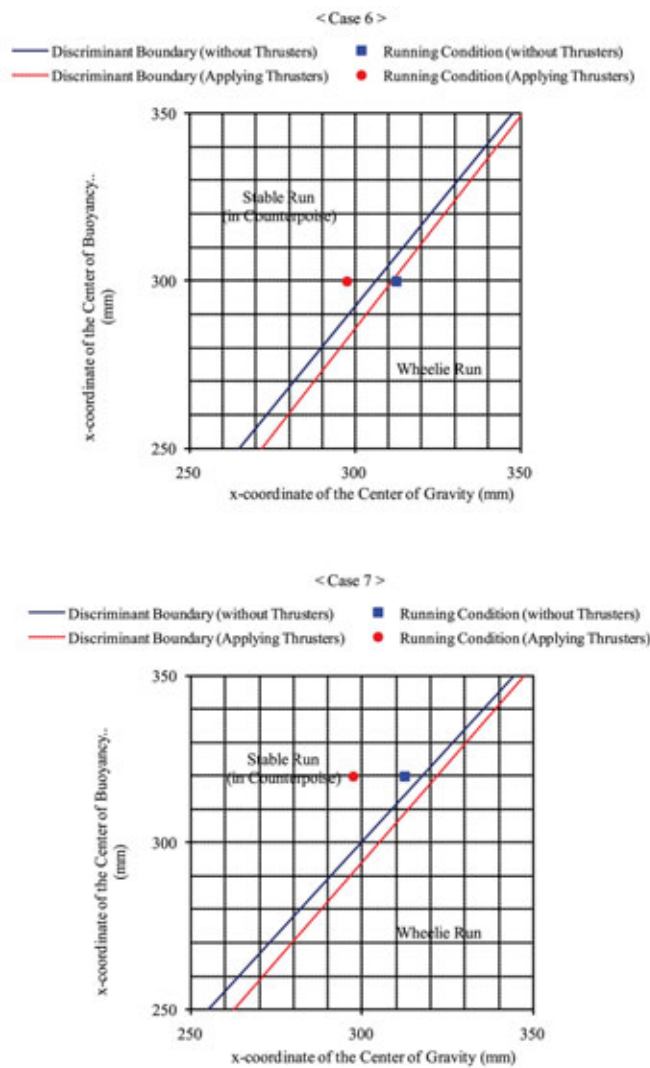 < Case 6 >
Discriminant Boundary (without Thrusters) Running Condition (without Thrusters)
Discriminant Boundary (Applying Thrusters) Running Condition (Applying Thrusters)
350
Stable Run
(in Counterpoise)
x-coordinate of the Center of Buoyancy..
(mm)
300
Wheelie Run
250
250 300 350
x-coordinate of the Center of Gravity (mm)
< Case 7 >
Discriminant Boundary (without Thrusters) Running Condition (without Thrusters)
Discriminant Boundary (Applying Thrusters) Running Condition (Applying Thrusters)
350
Stable Run
(in Counterpoise)
x-coordinate of the Center of Buoyancy..
(mm)
300
Wheelie Run
250
250 300 350
x-coordinate of the Center of Gravity (mm)